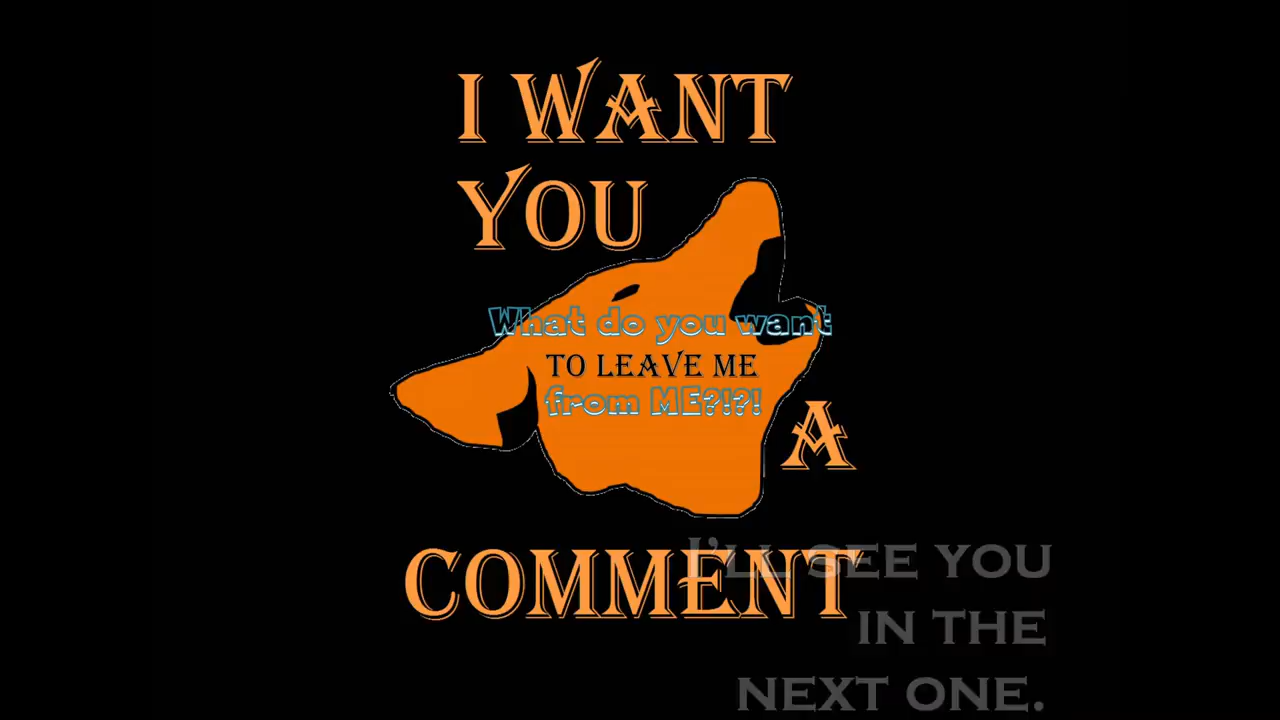 I WANT
YOU
What do you want
TO LEAVE ME
from ME?!?!
A
COMMENT
I'LL SEE YOU
IN THE
NEXT ONE.